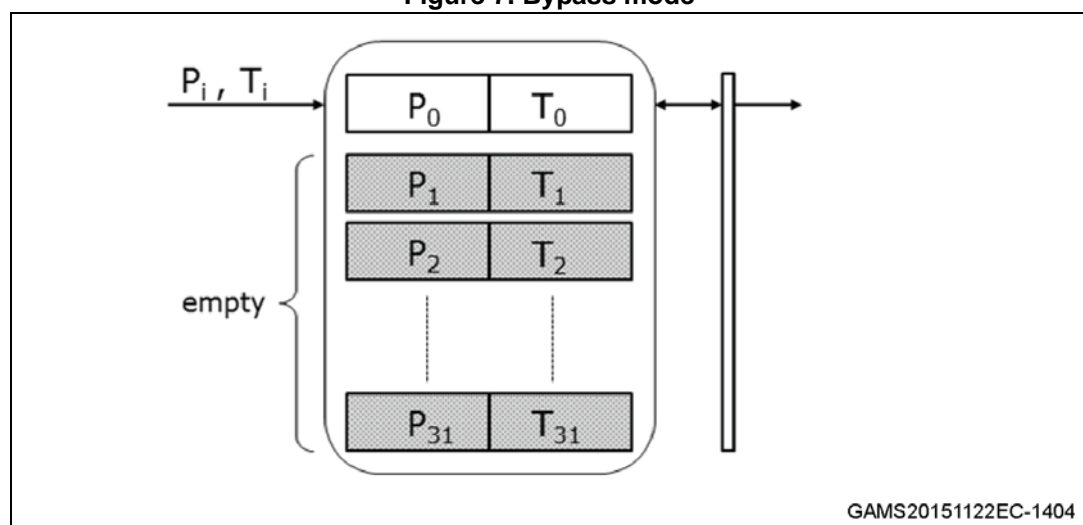 Figure 7. Bypass mode
Pi , Ti
P0 T0
P1 T1
P2 T2
empty
P31 T31
GAMS20151122EC-1404